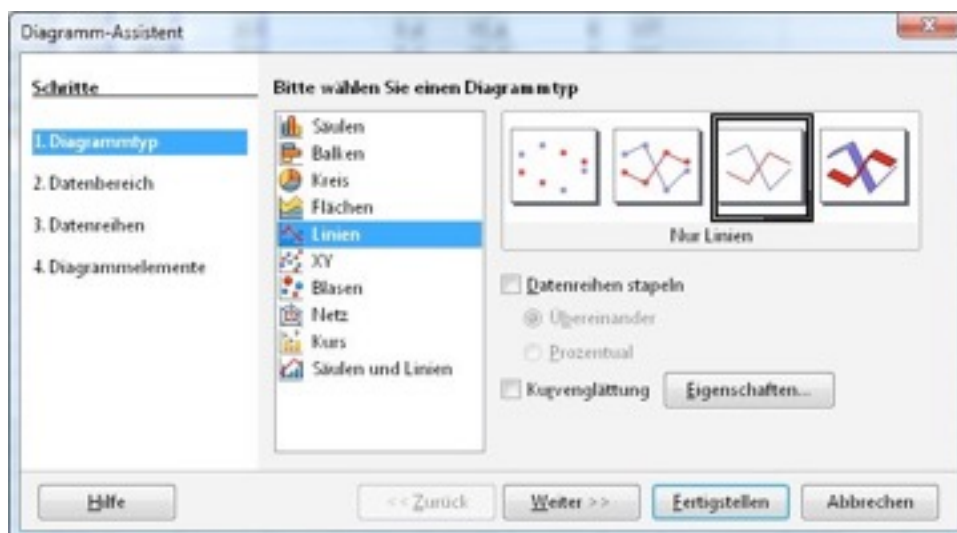 Diagramm-Assistent
Schritte
1. Diagrammtyp
2. Datenbereich
3. Datenreihen
4. Diagrammelemente
Bitte wählen Sie einen Diagrammtyp
Säulen
Balken
Kreis
Flächen
Linien
XY
Blasen
Netz
Kurs
Säulen und Linien
Nur Linien
Datenreihen stapeln
Übereinander
Prozentual
Kurvenglättung
Eigenschaften...
Hilfe
<< Zurück
Weiter >>
Fertigstellen
Abbrechen